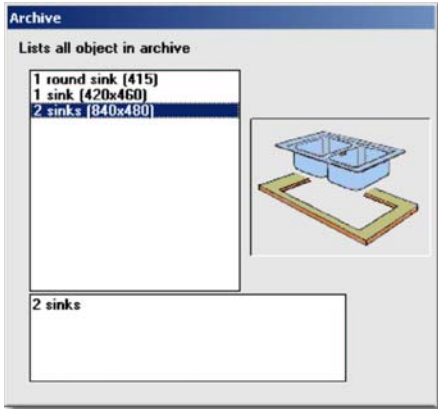 Archive
Lists all object in archive
1 round sink (415)
1 sink (420x460)
2 sinks (840x480)
2 sinks